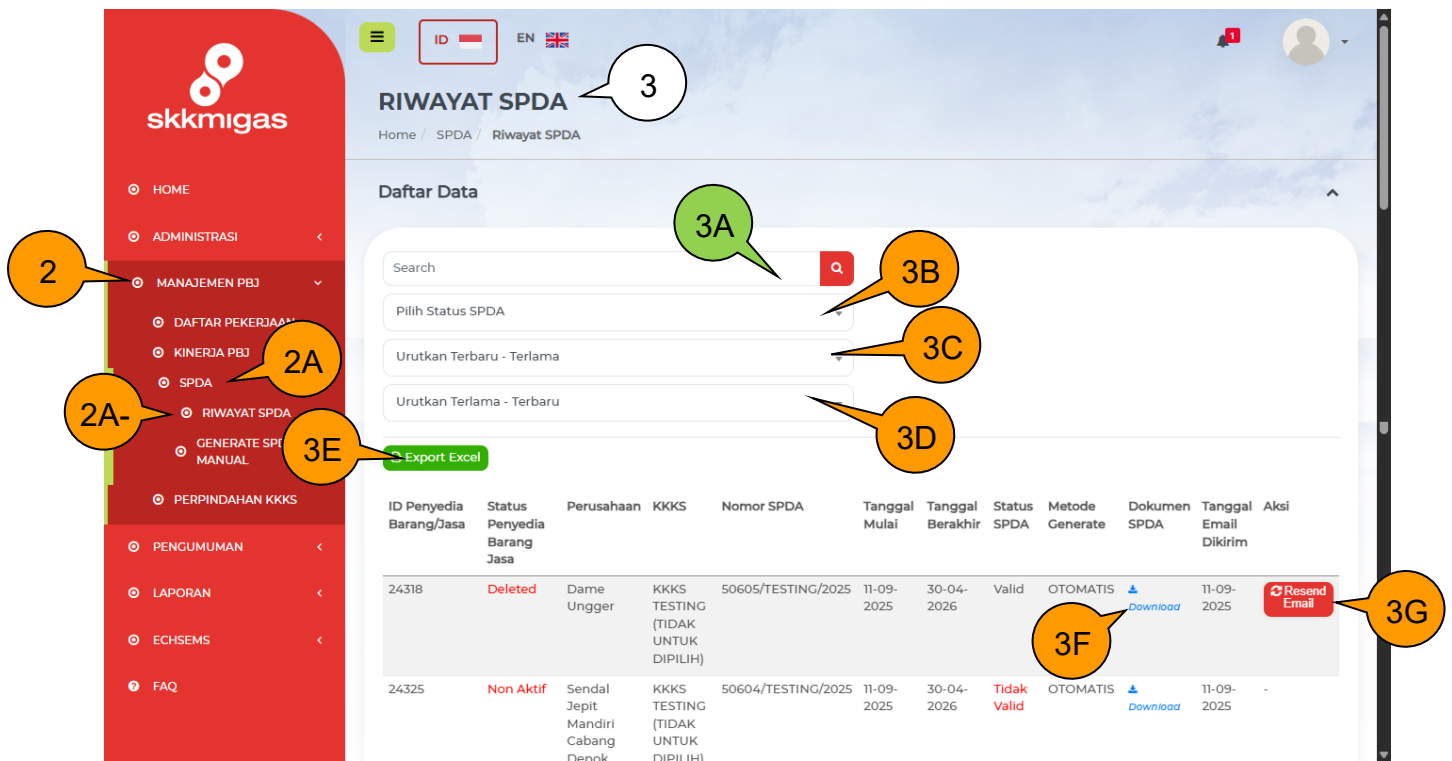 skkmigas
HOME
ADMINISTRASI
2
MANAJEMEN PBJ
DAFTAR PEKERJAAN
KINERJA PBJ
2A
SPDA
2A-
RIWAYAT SPDA
GENERATE
MANUAL
PERPINDAHAN KKKS
PENGUMUMAN
LAPORAN
ECHSEMS
FAQ
ID
EN
1
RIWAYAT SPDA
3
Home / SPDA / Riwayat SPDA
Daftar Data
3A
Search
3B
Pilih Status SPDA
3C
Urutkan Terbaru - Terlama
Urutkan Terlama - Terbaru
3D
3E
Export Excel
ID Penyedia Barang/Jasa
Status Penyedia Barang Jasa
Perusahaan
KKKS
Nomor SPDA
Tanggal Mulai
Tanggal Berakhir
Status SPDA
Metode Generate
Dokumen SPDA
Tanggal Email Dikirim
Aksi
24318
Deleted
Dame Ungger
KKKS TESTING (TIDAK UNTUK DIPILIH)
50605/TESTING/2025
11-09-2025
30-04-2026
Valid
OTOMATIS
Download
11-09-2025
Resend Email
3F
3G
24325
Non Aktif
Sendal Jepit Mandiri Cabang Depok
KKKS TESTING (TIDAK UNTUK DIPILIH)
50604/TESTING/2025
11-09-2025
30-04-2026
Tidak Valid
OTOMATIS
Download
11-09-2025
-